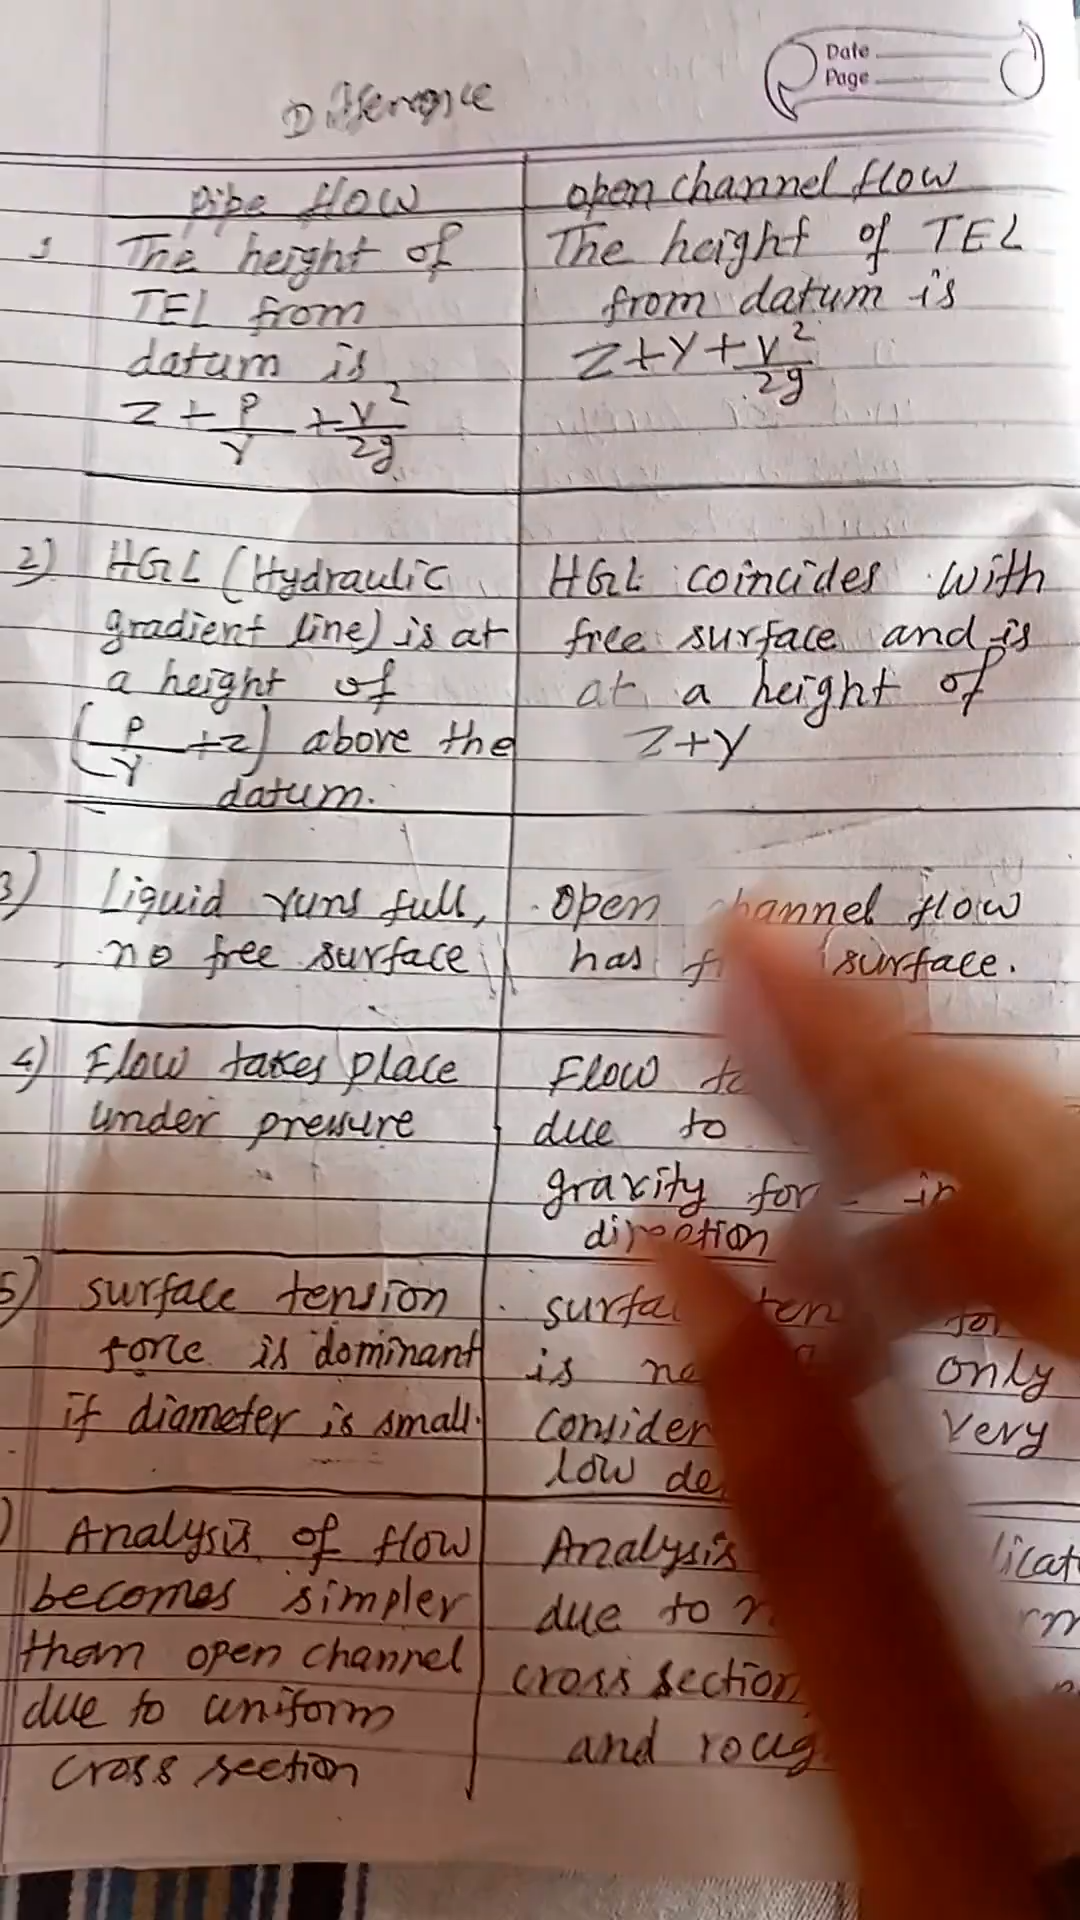 Date
Page
Difference
pipe flow
open channel flow
1 The height of
TEL from
datum is
Z + P/γ + V²/2g
The height of TEL
from datum is
Z+Y+V²/2g
2) HGL (Hydraulic
gradient line) is at
a height of
(P/γ +Z) above the
datum.
HGL coincides with
free surface and is
at a height of
Z+Y
3) Liquid runs full,
no free surface
Open channel flow
has surface.
4) Flow takes place
under pressure
Flow
due to
gravity in
direction
5) surface tension
force is dominant
if diameter is small.
is only
Very
low
) Analysis of flow
becomes simpler
than open channel
due to uniform
cross section
Analysis
due to
cross section
and